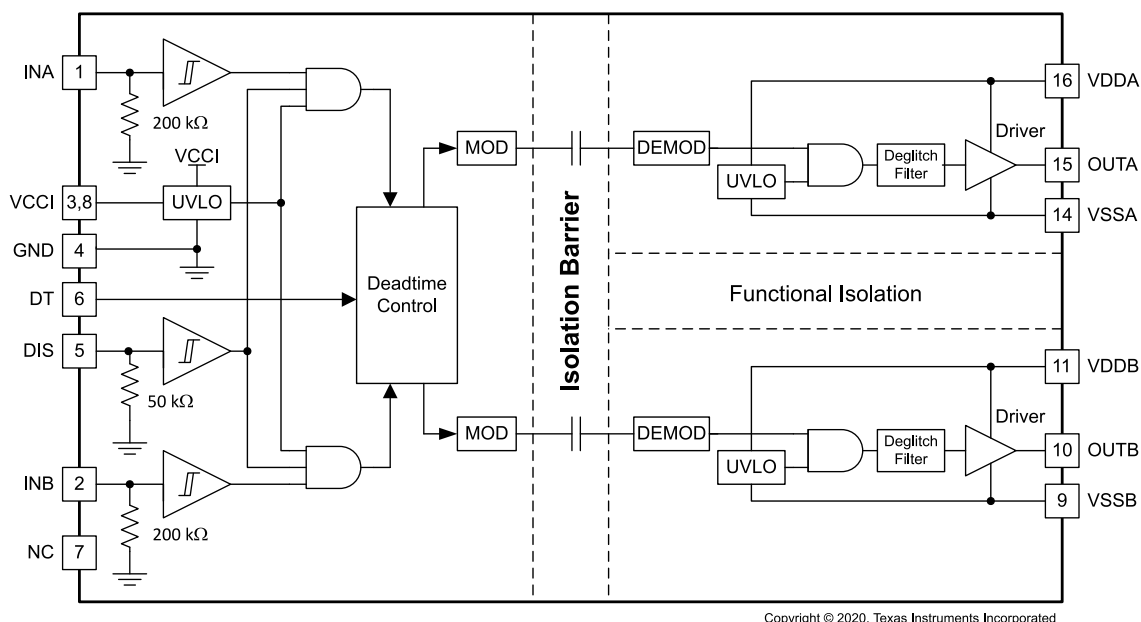 INA
1
200 kΩ
VCCI
VCCI
3,8
UVLO
GND
4
DT
6
Deadtime
Control
DIS
5
50 kΩ
INB
2
200 kΩ
NC
7
MOD
MOD
Isolation Barrier
DEMOD
UVLO
Deglitch
Filter
Driver
16
VDDA
15
OUTA
14
VSSA
Functional Isolation
DEMOD
UVLO
Deglitch
Filter
Driver
11
VDDB
10
OUTB
9
VSSB
Copyright © 2020, Texas Instruments Incorporated